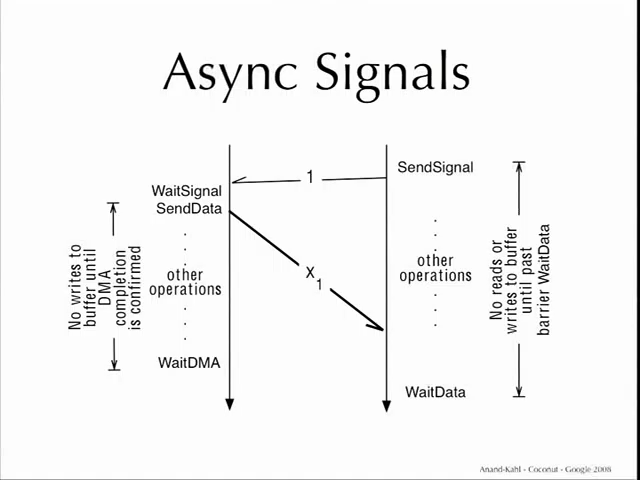 Async Signals
SendSignal
1
WaitSignal
SendData
.
.
.
other
operations
.
.
.
WaitDMA
x1
.
.
.
other
operations
.
.
.
WaitData
No writes to
buffer until
DMA
completion
is confirmed
No reads or
writes to buffer
until past
barrier WaitData
Anand-Kahl - Coconut - Google 2008